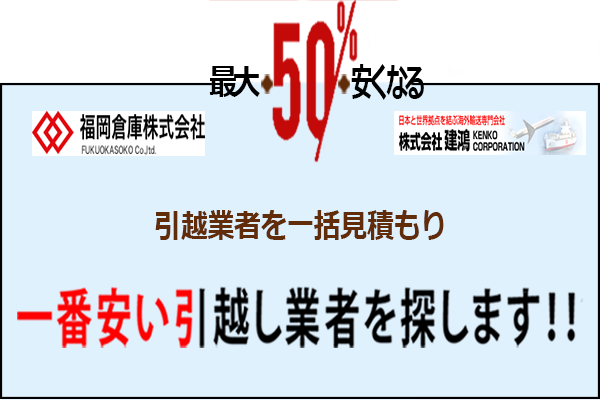 最大50%安くなる
福岡倉庫株式会社
FUKUOKASOKO Co,ltd.
日本と世界拠点を結ぶ海外輸送専門会社
株式会社 建鴻 KENKO CORPORATION
引越業者を一括見積もり
一番安い引越し業者を探します!!